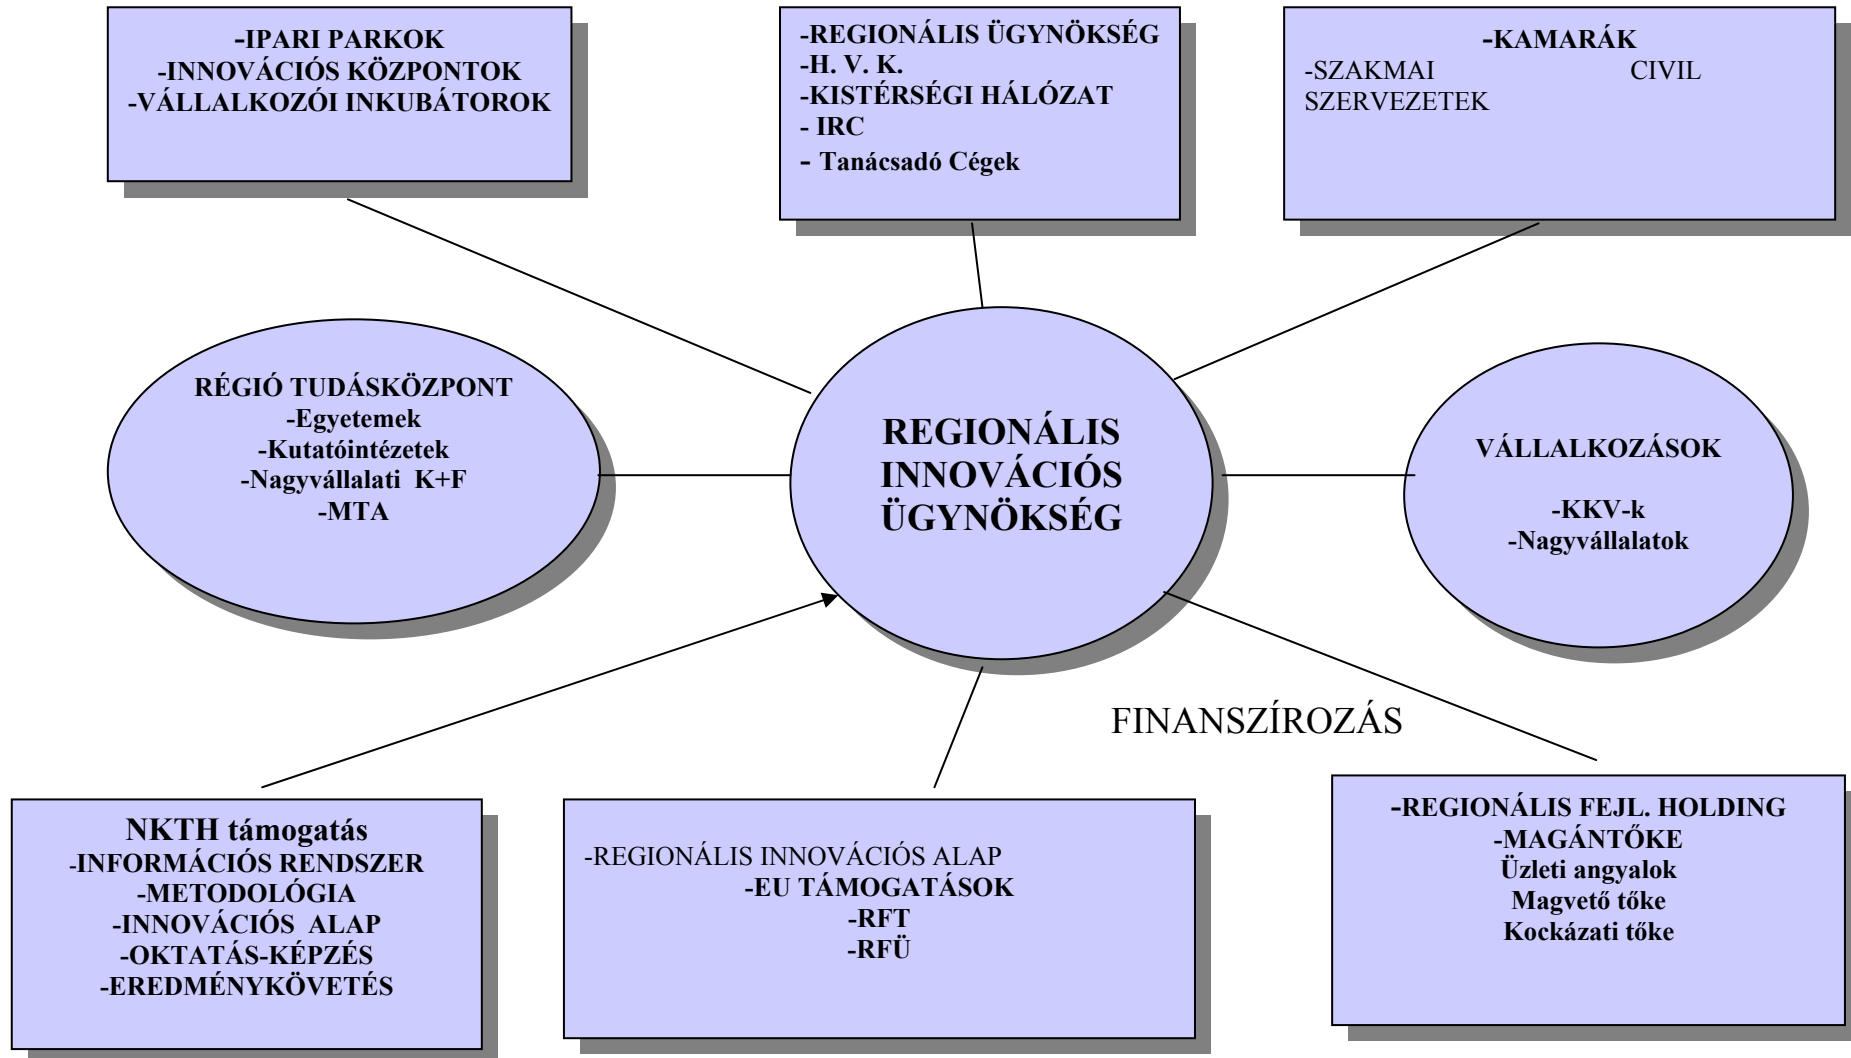 -IPARI PARKOK
-INNOVÁCIÓS KÖZPONTOK
-VÁLLALKOZÓI INKUBÁTOROK
-REGIONÁLIS ÜGYNÖKSÉG
-H. V. K.
-KISTÉRSÉGI HÁLÓZAT
- IRC
- Tanácsadó Cégek
-KAMARÁK
-SZAKMAI CIVIL
SZERVEZETEK
RÉGIÓ TUDÁSKÖZPONT
-Egyetemek
-Kutatóintézetek
-Nagyvállalati K+F
-MTA
REGIONÁLIS
INNOVÁCIÓS
ÜGYNÖKSÉG
VÁLLALKOZÁSOK
-KKV-k
-Nagyvállalatok
FINANSZÍROZÁS
NKTH támogatás
-INFORMÁCIÓS RENDSZER
-METODOLÓGIA
-INNOVÁCIÓS ALAP
-OKTATÁS-KÉPZÉS
-EREDMÉNYKÖVETÉS
-REGIONÁLIS INNOVÁCIÓS ALAP
-EU TÁMOGATÁSOK
-RFT
-RFÜ
-REGIONÁLIS FEJL. HOLDING
-MAGÁNTŐKE
Üzleti angyalok
Magvető tőke
Kockázati tőke